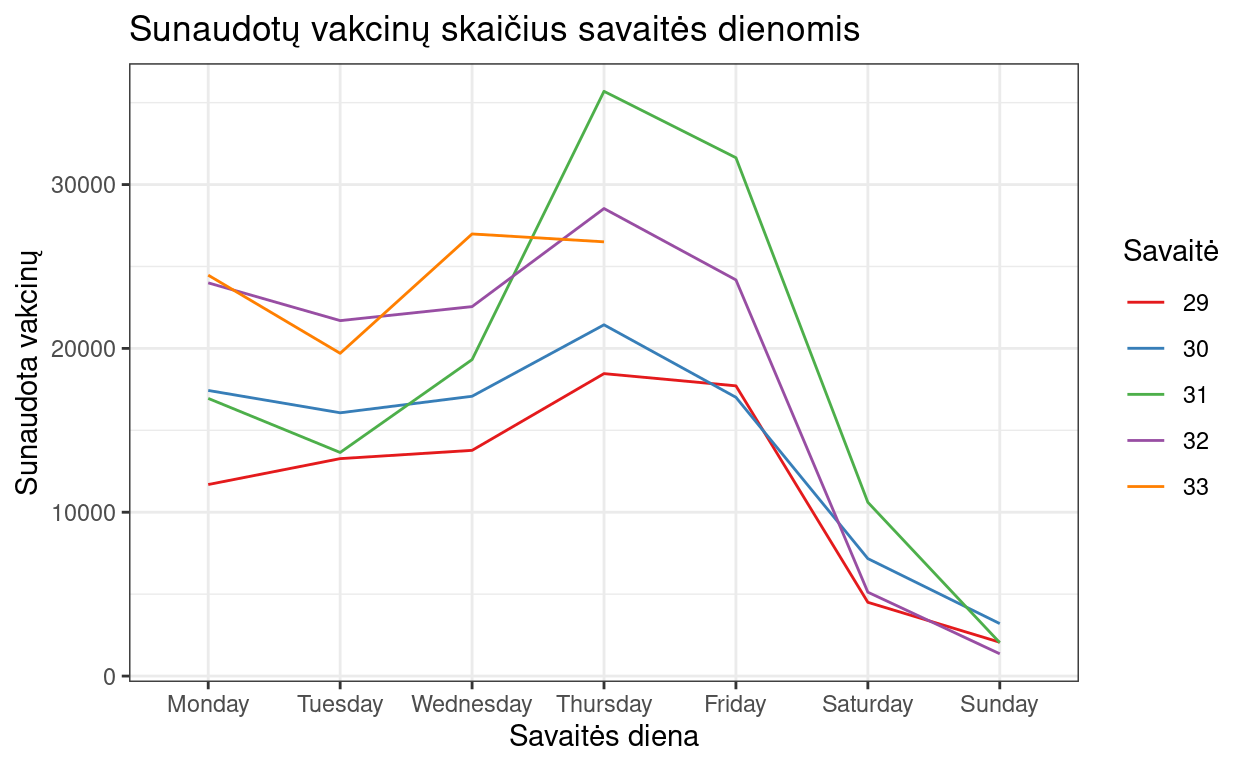 Sunaudotų vakcinų skaičius savaitės dienomis
Sunaudota vakcinų
30000
20000
10000
0
Monday Tuesday Wednesday Thursday Friday Saturday Sunday
Savaitės diena
Savaitė
29
30
31
32
33